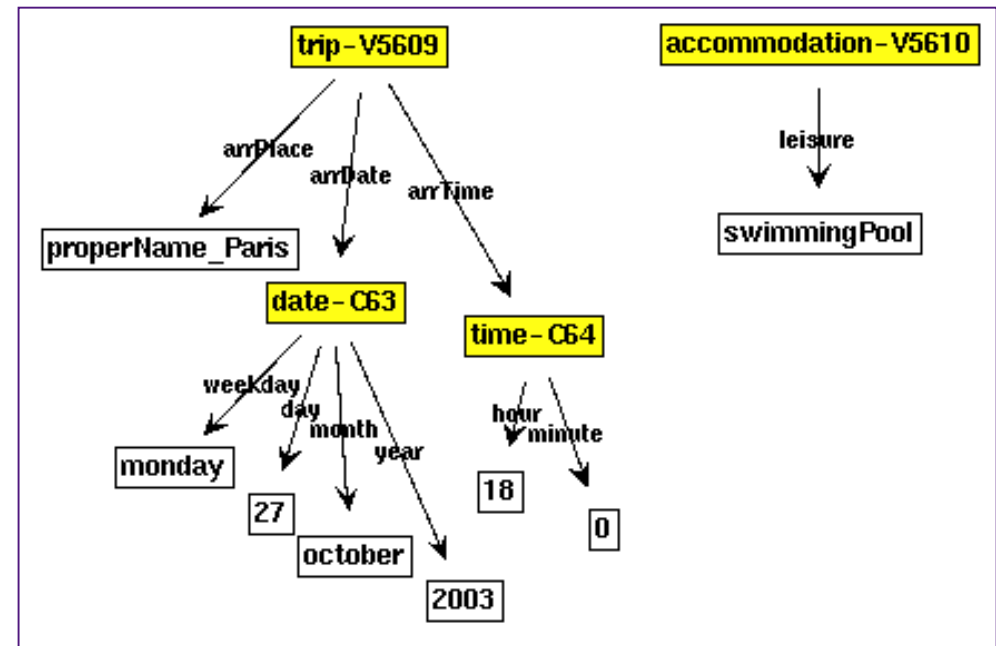 trip-V5609
accommodation-V5610
arrPlace
arrDate
arrTime
leisure
properName_Paris
swimmingPool
date-C63
time-C64
weekday
day
month
year
hour
minute
monday
27
october
2003
18
0